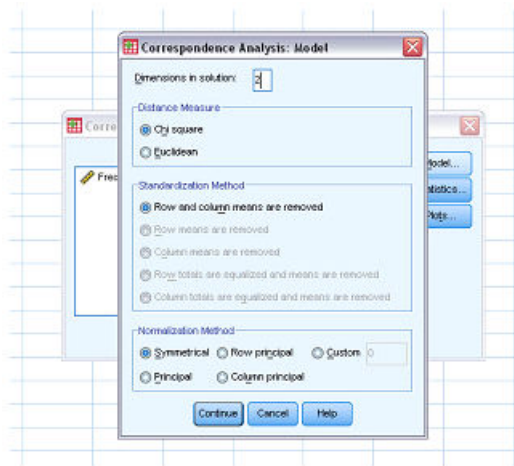 Correspondence Analysis: Model
Dimensions in solution: 2
Corre
Distance Measure
Chi square
Euclidean
Freq
Model...
Statistics...
Plots...
Standardization Method
Row and column means are removed
Row means are removed
Column means are removed
Row totals are equalized and means are removed
Column totals are equalized and means are removed
Normalization Method
Symmetrical Row principal Custom 0
Principal Column principal
Continue Cancel Help